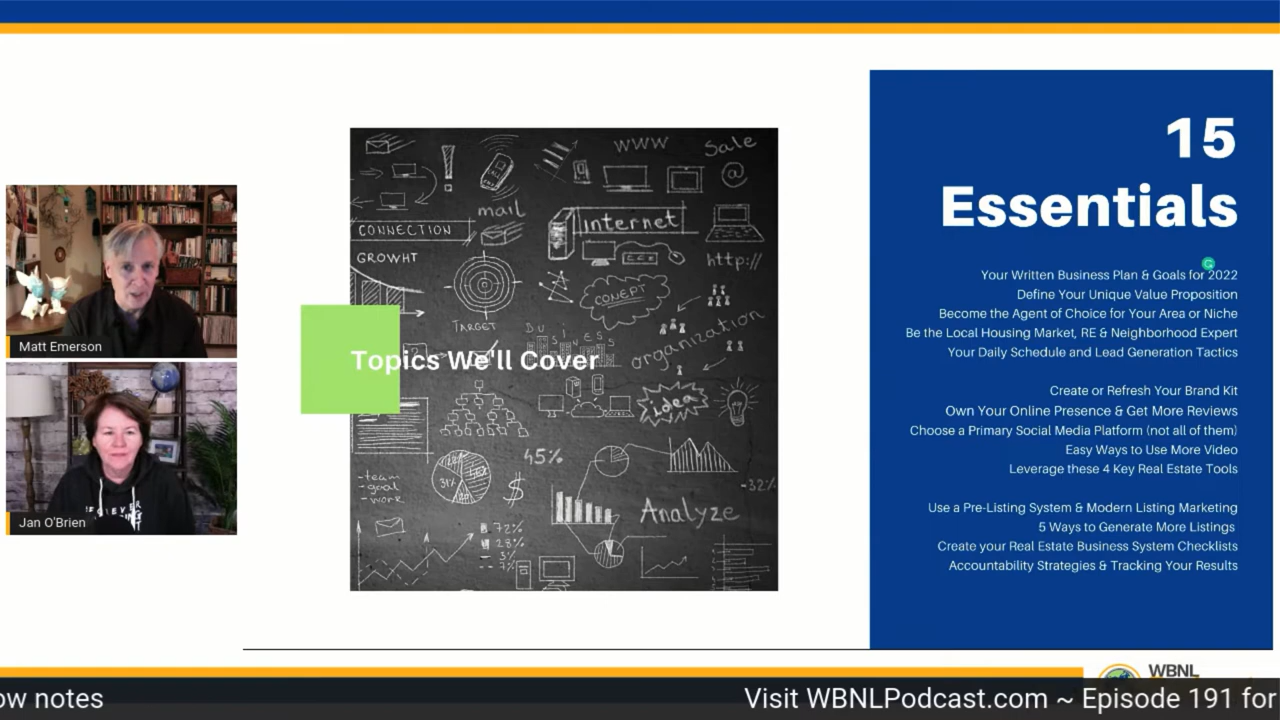 15
Essentials
Your Written Business Plan & Goals for 2022
Define Your Unique Value Proposition
Become the Agent of Choice for Your Area or Niche
Be the Local Housing Market, RE & Neighborhood Expert
Your Daily Schedule and Lead Generation Tactics
Create or Refresh Your Brand Kit
Own Your Online Presence & Get More Reviews
Choose a Primary Social Media Platform (not all of them)
Easy Ways to Use More Video
Leverage these 4 Key Real Estate Tools
Use a Pre-Listing System & Modern Listing Marketing
5 Ways to Generate More Listings
Create your Real Estate Business System Checklists
Accountability Strategies & Tracking Your Results
Topics We'll Cover
www
Sale
@
mail
Internet
CONNECTION
GROWHT
http://
CONEPT
TARGET
BUSINESS
organization
idea
45%
31%
$
-team
-goal
-work
-32%
Analyze
72%
28%
5%
Matt Emerson
Jan O'Brien
WBNL
ow notes
Visit WBNLPodcast.com ~ Episode 191 for